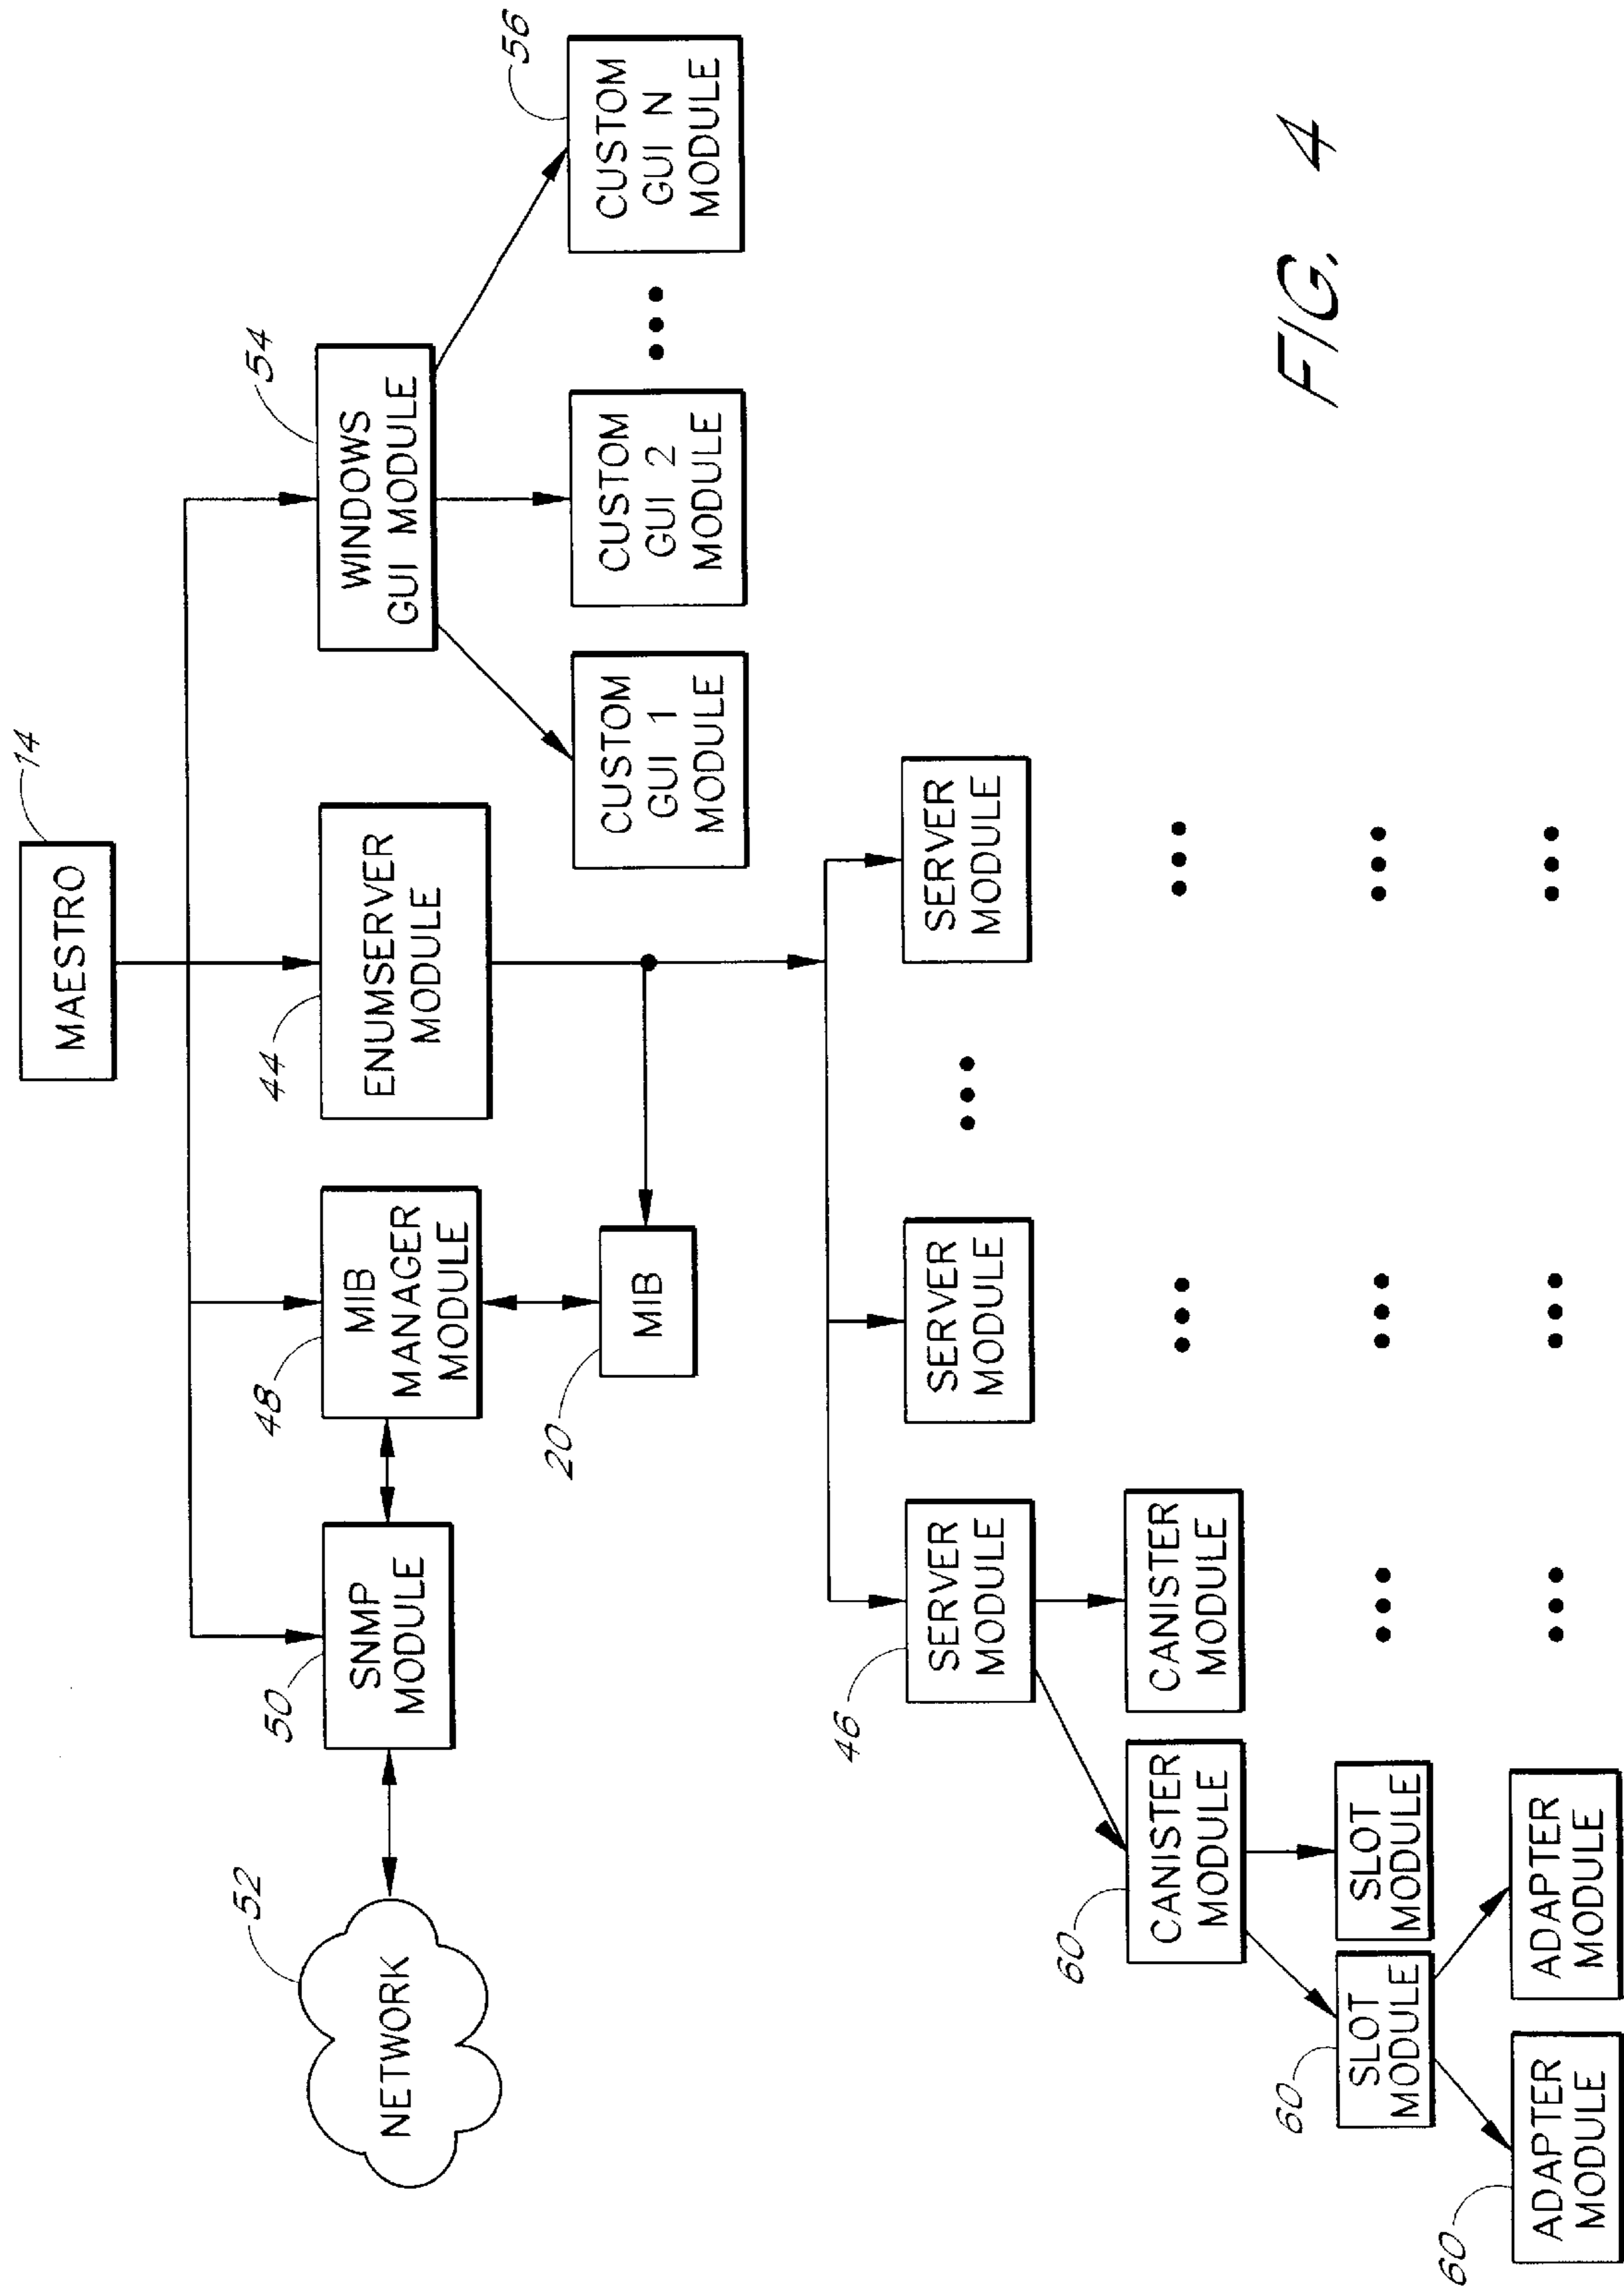 MAESTRO
14
SNMP
MODULE
50
MIB
MANAGER
MODULE
48
ENUMSERVER
MODULE
44
WINDOWS
GUI MODULE
54
NETWORK
52
MIB
20
CUSTOM
GUI 1
MODULE
CUSTOM
GUI 2
MODULE
•••
CUSTOM
GUI N
MODULE
56
SERVER
MODULE
46
SERVER
MODULE
•••
SERVER
MODULE
CANISTER
MODULE
60
CANISTER
MODULE
•••
•••
SLOT
MODULE
60
SLOT
MODULE
•••
•••
•••
ADAPTER
MODULE
60
ADAPTER
MODULE
•••
•••
•••
FIG. 4